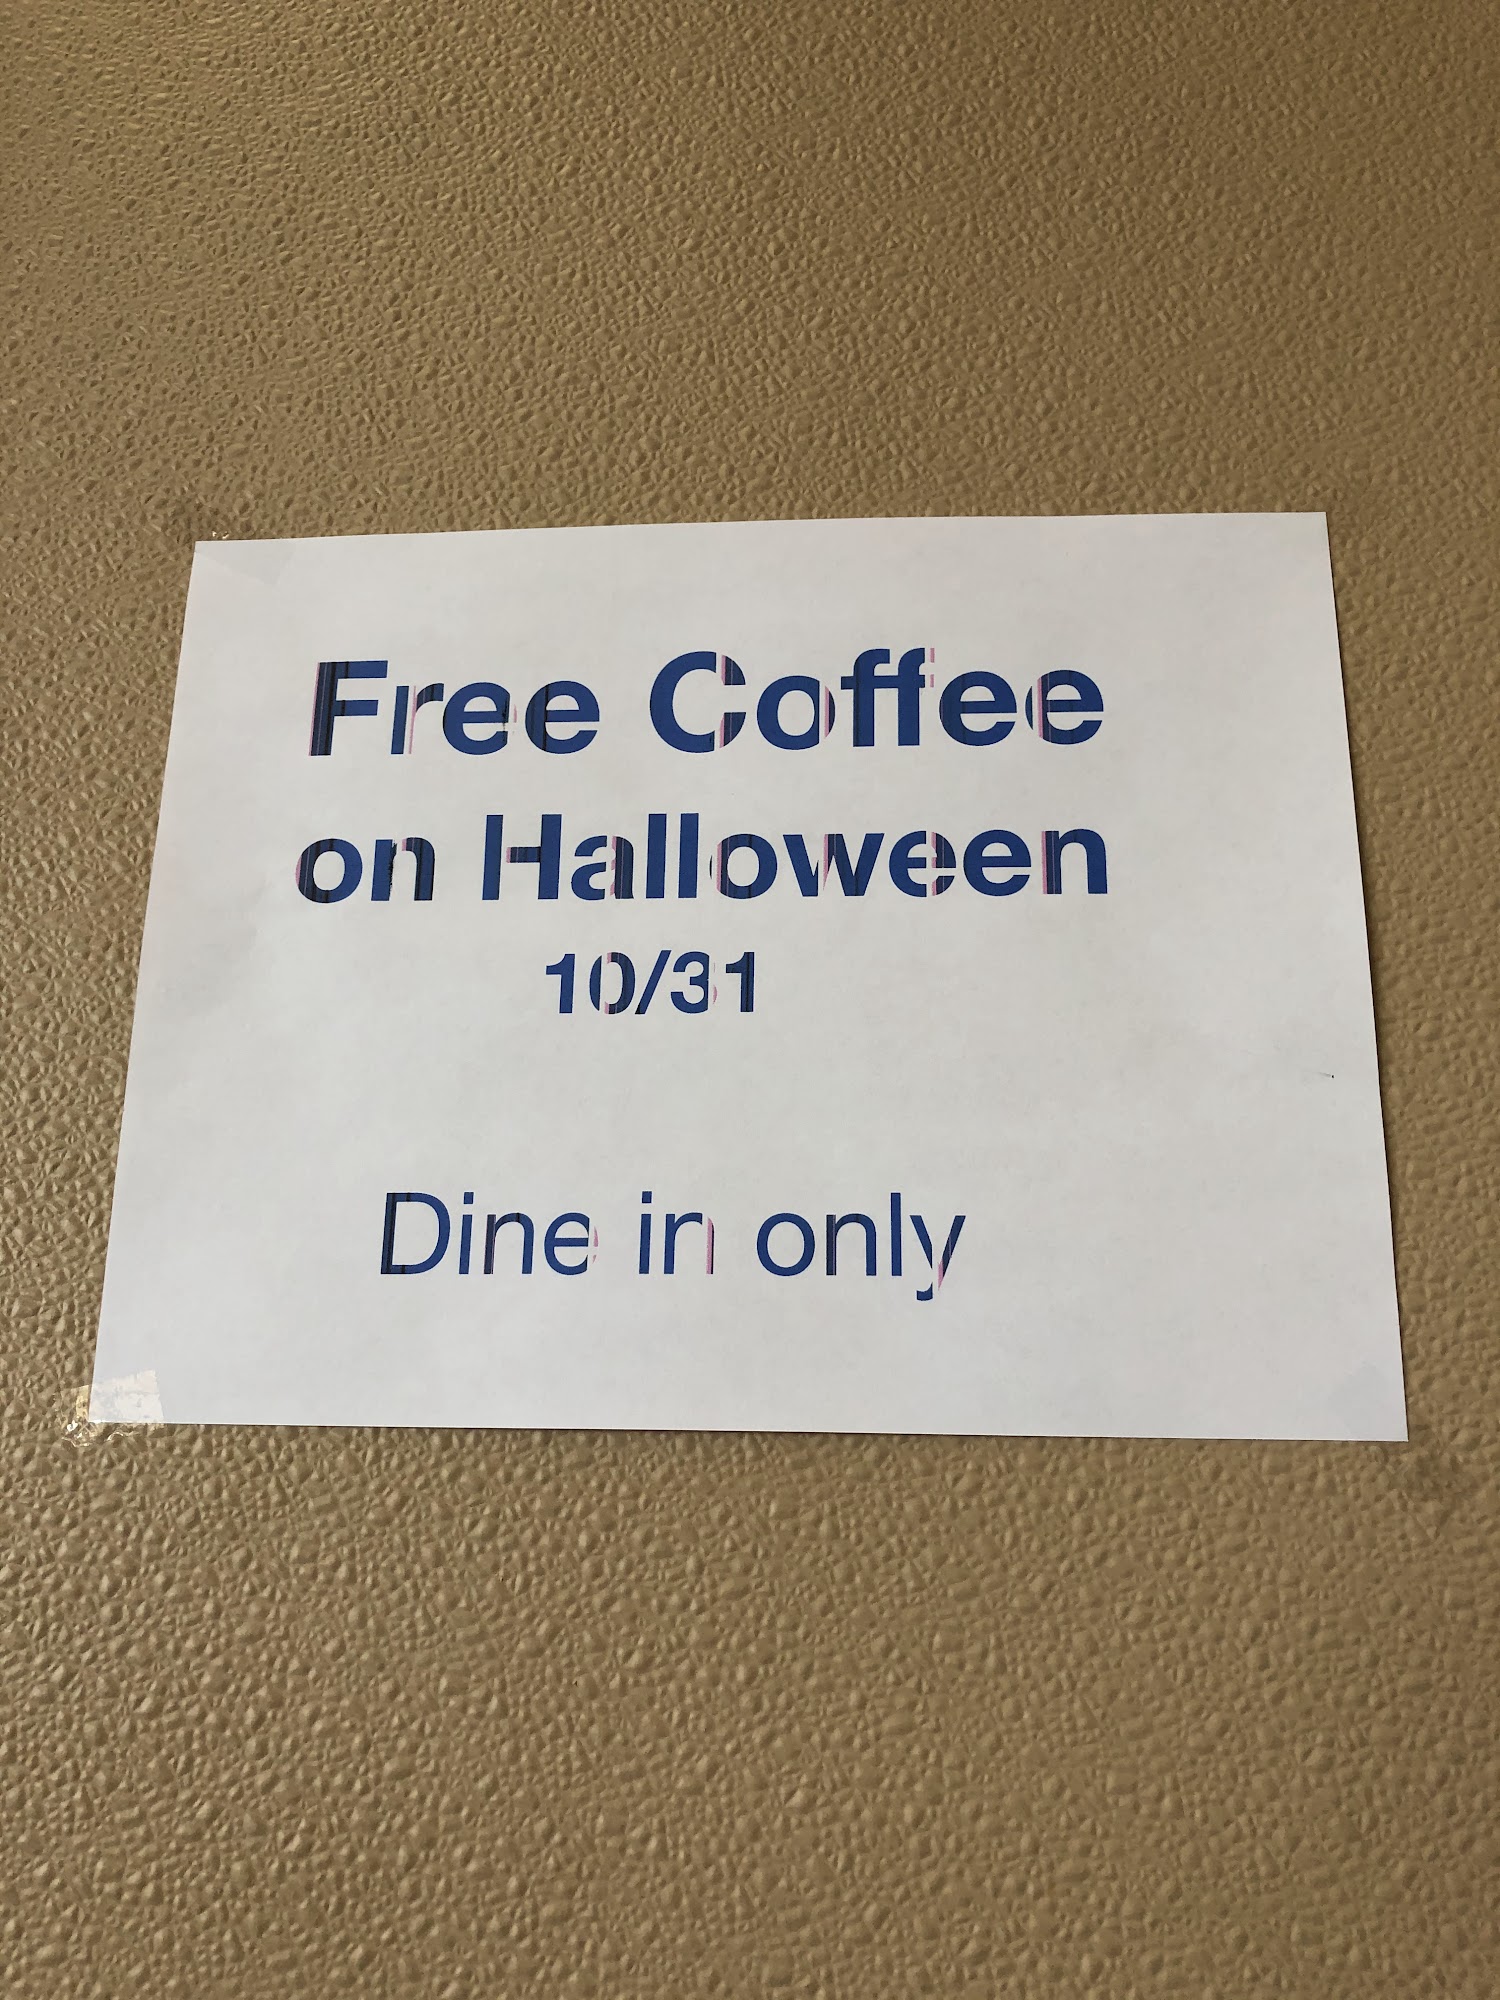 Free Coffee
on Halloween
10/31
Dine in only